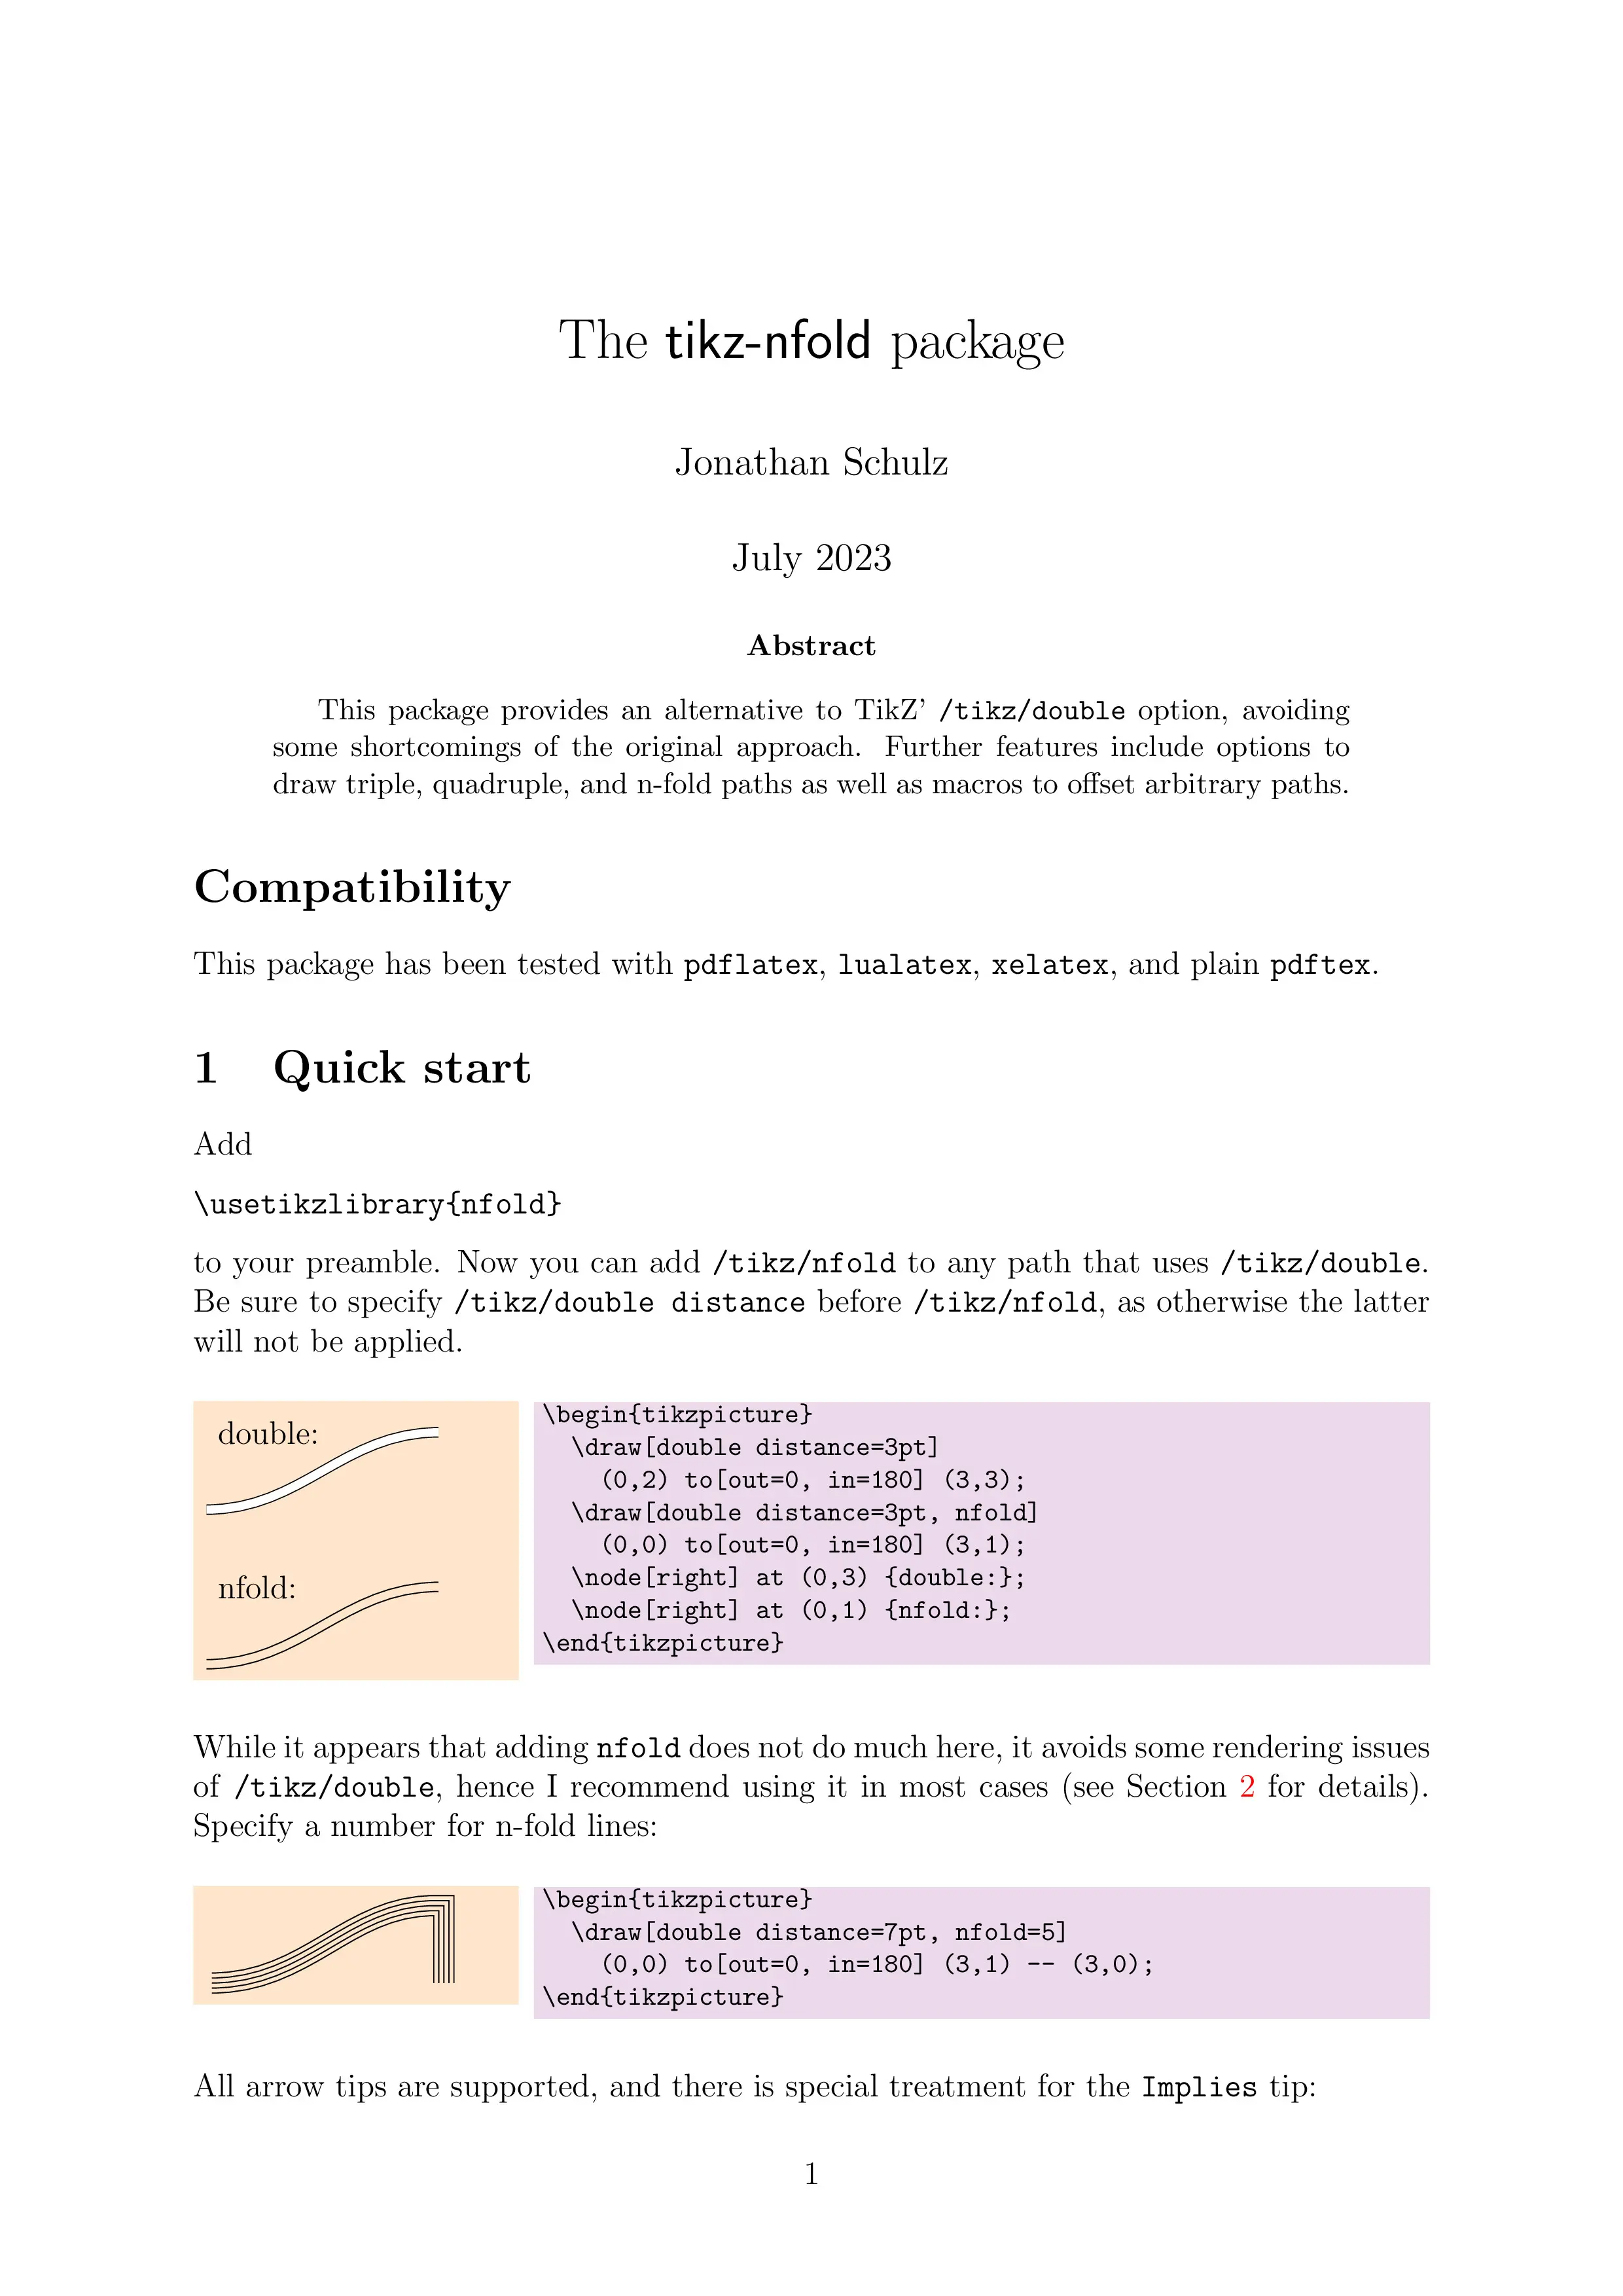 The tikz-nfold package
Jonathan Schulz
July 2023
Abstract
This package provides an alternative to TikZ’ /tikz/double option, avoiding
some shortcomings of the original approach. Further features include options to
draw triple, quadruple, and n-fold paths as well as macros to offset arbitrary paths.
Compatibility
This package has been tested with pdflatex, lualatex, xelatex, and plain pdftex.
1 Quick start
Add
\usetikzlibrary{nfold}
to your preamble. Now you can add /tikz/nfold to any path that uses /tikz/double.
Be sure to specify /tikz/double distance before /tikz/nfold, as otherwise the latter
will not be applied.
double:
nfold:
\begin{tikzpicture}
  \draw[double distance=3pt]
    (0,2) to[out=0, in=180] (3,3);
  \draw[double distance=3pt, nfold]
    (0,0) to[out=0, in=180] (3,1);
  \node[right] at (0,3) {double:};
  \node[right] at (0,1) {nfold:};
\end{tikzpicture}
While it appears that adding nfold does not do much here, it avoids some rendering issues
of /tikz/double, hence I recommend using it in most cases (see Section 2 for details).
Specify a number for n-fold lines:
\begin{tikzpicture}
  \draw[double distance=7pt, nfold=5]
    (0,0) to[out=0, in=180] (3,1) -- (3,0);
\end{tikzpicture}
All arrow tips are supported, and there is special treatment for the Implies tip:
1